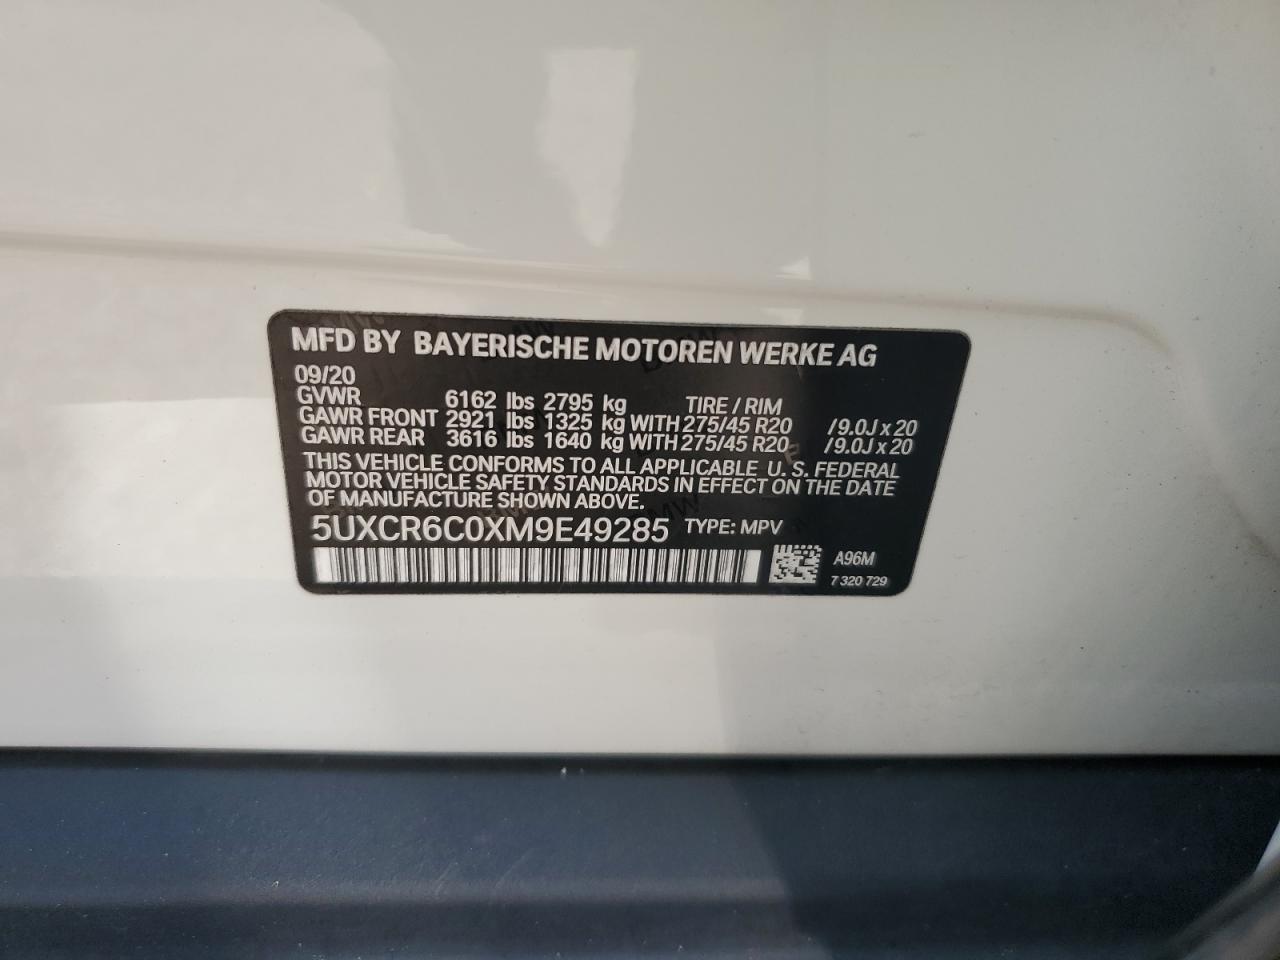 MFD BY BAYERISCHE MOTOREN WERKE AG
09/20
GVWR 6162 lbs 2795 kg TIRE / RIM
GAWR FRONT 2921 lbs 1325 kg WITH 275/45 R20 /9.0J x 20
GAWR REAR 3616 lbs 1640 kg WITH 275/45 R20 /9.0J x 20
THIS VEHICLE CONFORMS TO ALL APPLICABLE U. S. FEDERAL
MOTOR VEHICLE SAFETY STANDARDS IN EFFECT ON THE DATE
OF MANUFACTURE SHOWN ABOVE.
5UXCR6C0XM9E49285 TYPE: MPV
A96M
7 320 729